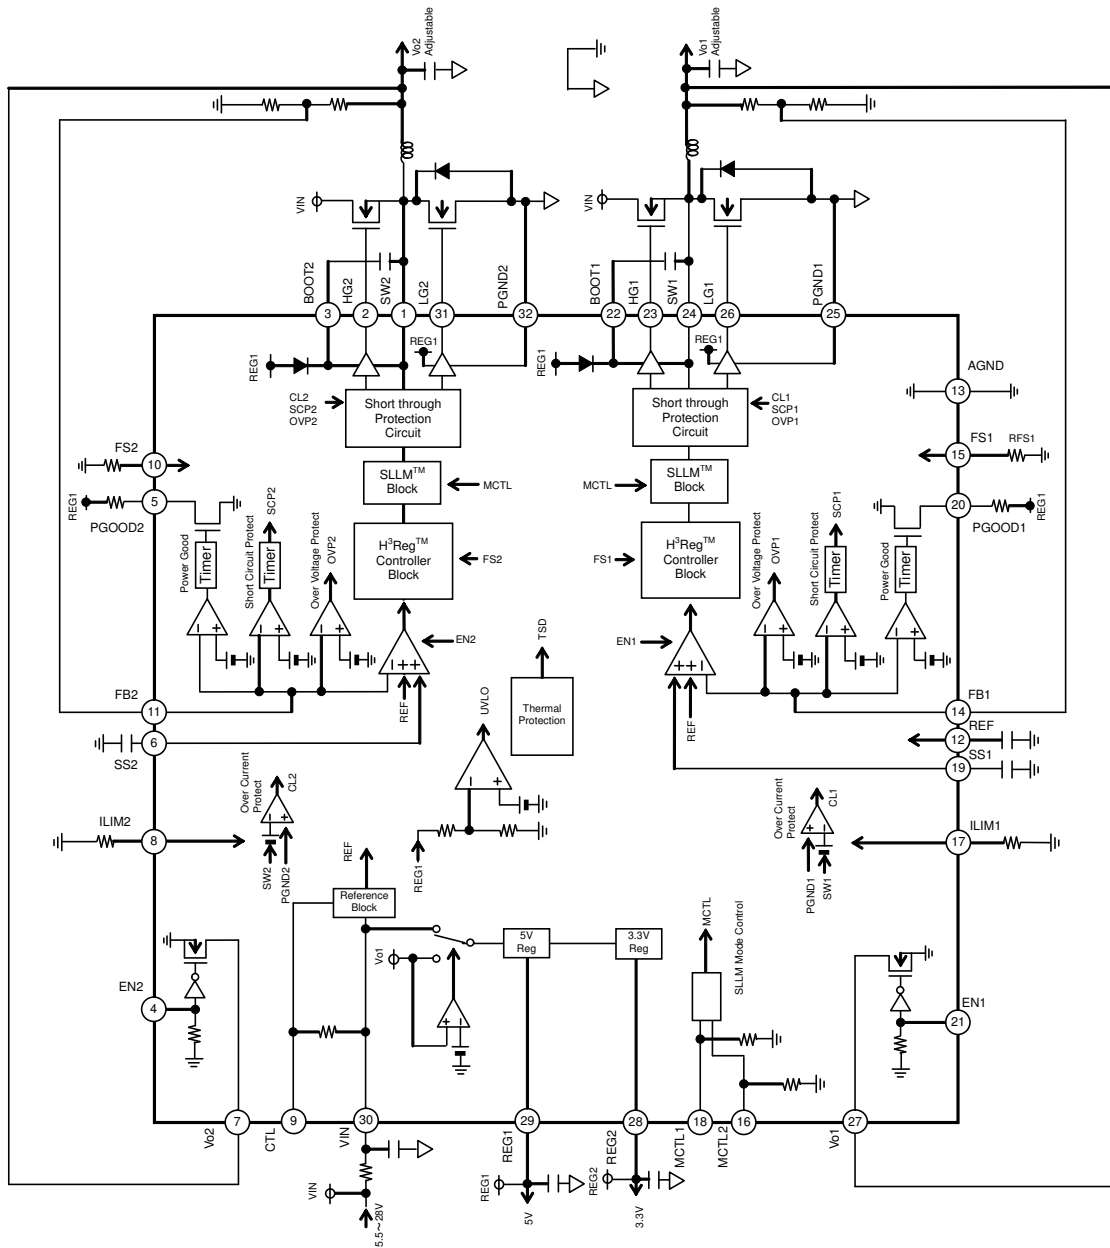 Vo2
Adjustable
Vo1
Adjustable
VIN
VIN
BOOT2
HG2
SW2
LG2
PGND2
BOOT1
HG1
SW1
LG1
PGND1
3
2
1
31
32
22
23
24
26
25
REG1
REG1
REG1
REG1
AGND
13
CL2
SCP2
OVP2
Short through
Protection
Circuit
Short through
Protection
Circuit
CL1
SCP1
OVP1
FS2
10
FS1
15
RFS1
SLLM™
Block
MCTL
MCTL
SLLM™
Block
REG1
5
PGOOD2
20
PGOOD1
REG1
Power Good
Timer
Short Circuit Protect
Timer
SCP2
Over Voltage Protect
OVP2
H³Reg™
Controller
Block
FS2
FS1
H³Reg™
Controller
Block
Over Voltage Protect
OVP1
Short Circuit Protect
Timer
SCP1
Power Good
Timer
- +
- +
- +
- + +
EN2
TSD
EN1
+ + -
- +
- +
- +
FB2
11
REF
UVLO
Thermal
Protection
REF
FB1
14
6
SS2
REF
12
SS1
19
Over Current
Protect
CL2
- +
- +
Over Current
Protect
CL1
+ -
ILIM2
8
SW2
PGND2
REG1
PGND1
SW1
ILIM1
17
REF
Reference
Block
Vo1
5V
Reg
3.3V
Reg
MCTL
SLLM Mode Control
EN2
4
+ -
EN1
21
7
9
30
29
28
18
16
27
Vo2
CTL
VIN
REG1
REG2
MCTL1
MCTL2
Vo1
VIN
5.5～28V
REG1
5V
REG2
3.3V